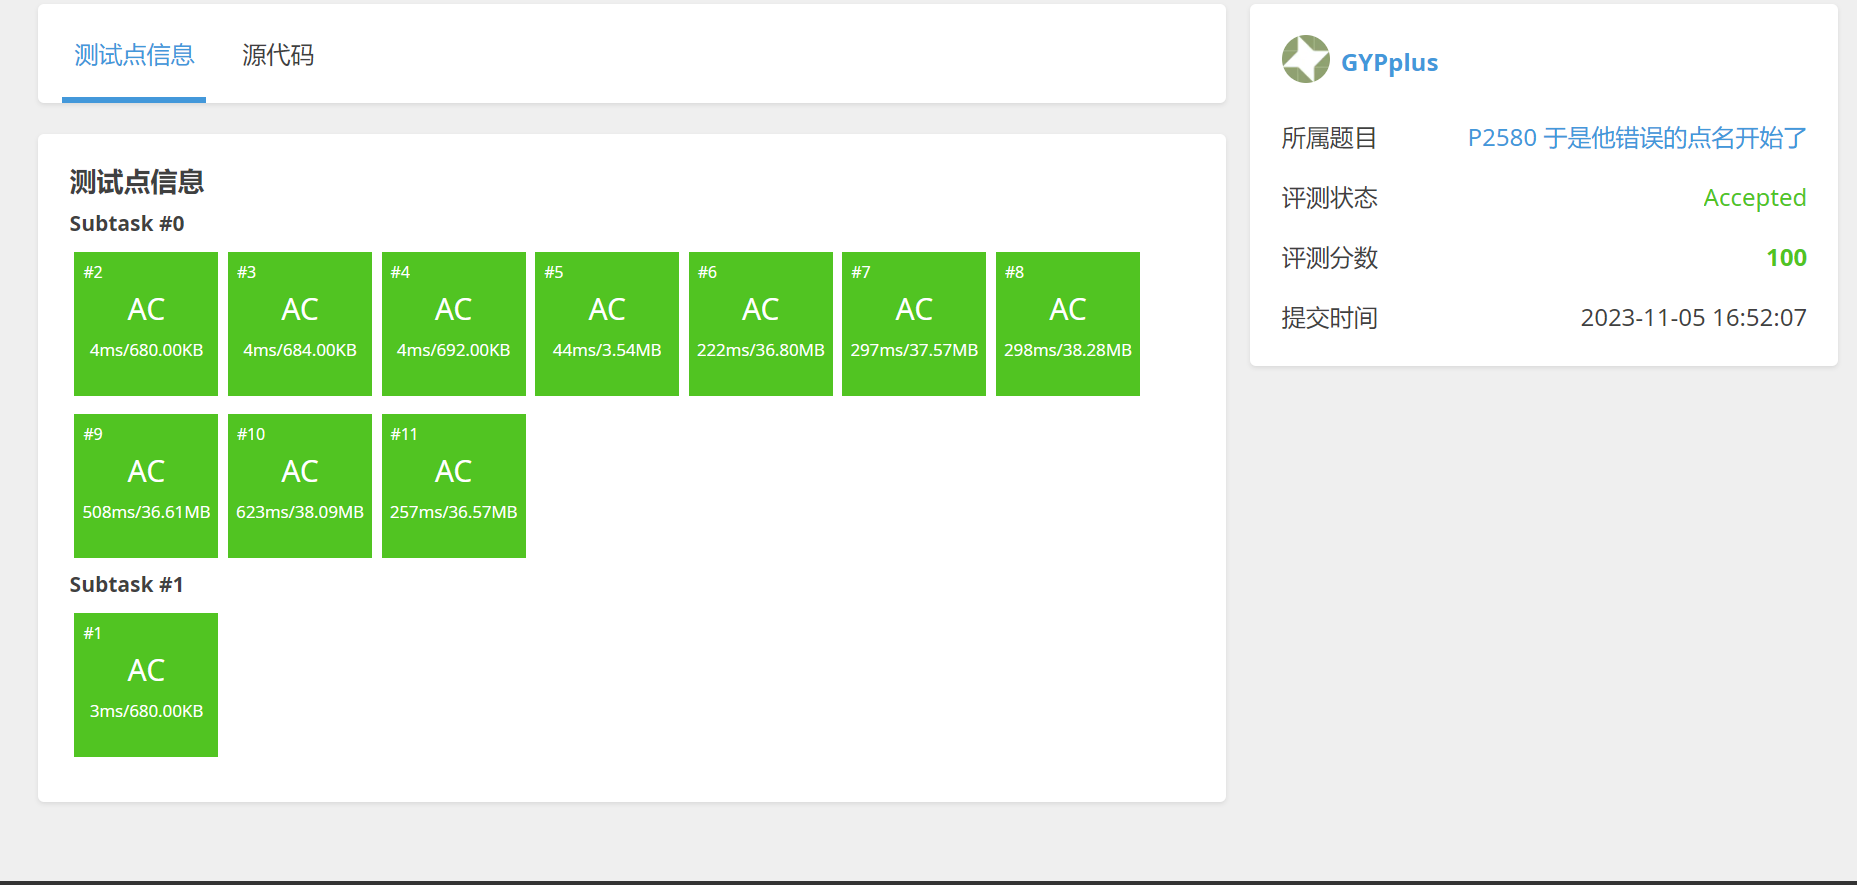 测试点信息 源代码
测试点信息
Subtask #0
#2 #3 #4 #5 #6 #7 #8
AC AC AC AC AC AC AC
4ms/680.00KB 4ms/684.00KB 4ms/692.00KB 44ms/3.54MB 222ms/36.80MB 297ms/37.57MB 298ms/38.28MB
#9 #10 #11
AC AC AC
508ms/36.61MB 623ms/38.09MB 257ms/36.57MB
Subtask #1
#1
AC
3ms/680.00KB
GYPplus
所属题目 P2580 于是他错误的点名开始了
评测状态 Accepted
评测分数 100
提交时间 2023-11-05 16:52:07